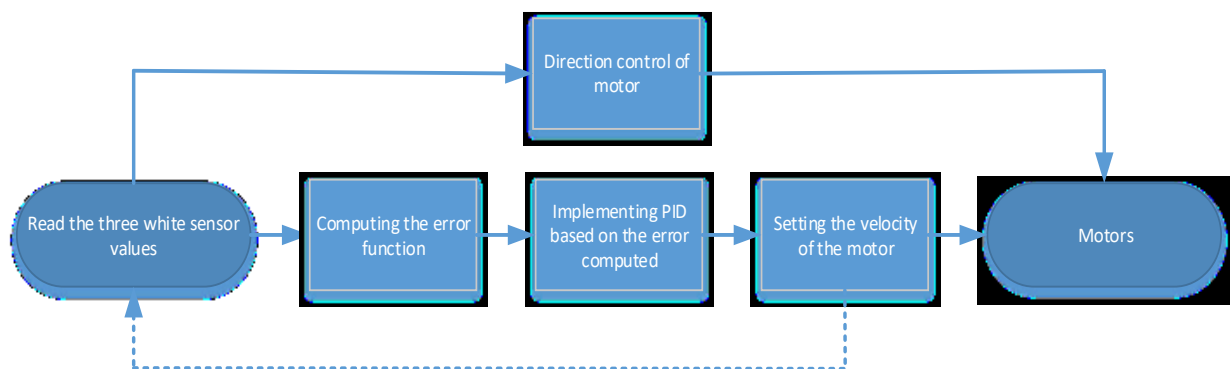 Direction control of
motor
Read the three white sensor
values
Computing the error
function
Implementing PID
based on the error
computed
Setting the velocity
of the motor
Motors